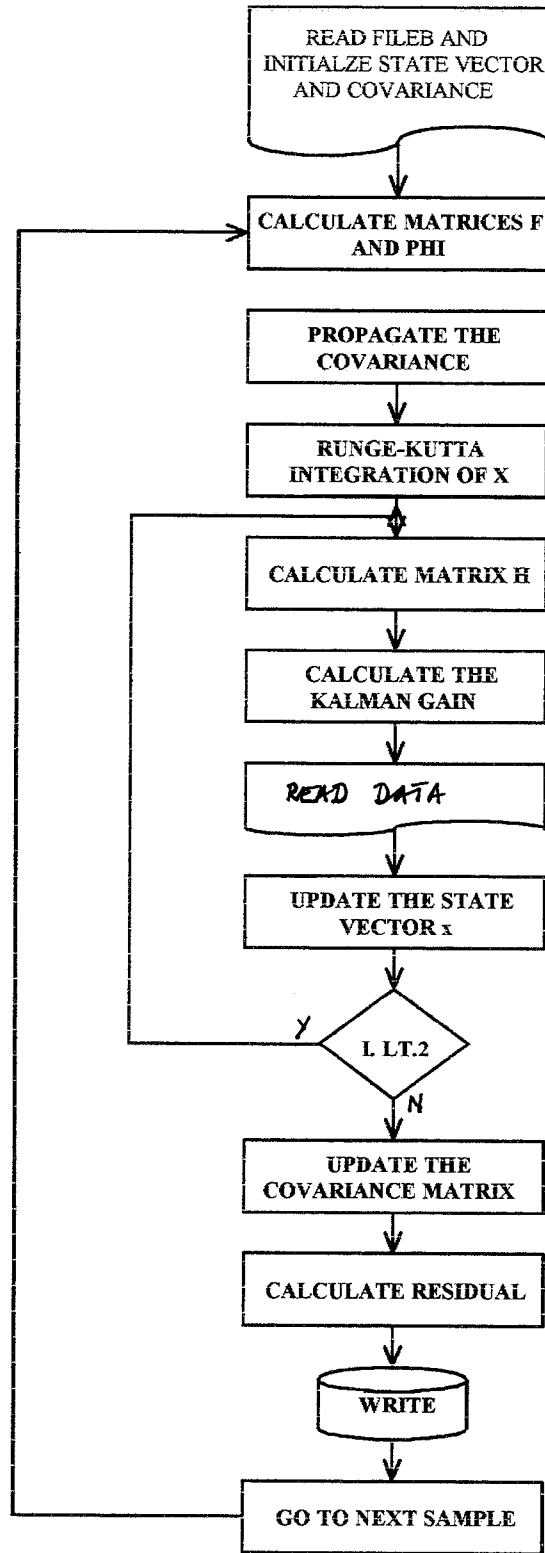 READ FILEB AND
INITIALZE STATE VECTOR
AND COVARIANCE
CALCULATE MATRICES F
AND PHI
PROPAGATE THE
COVARIANCE
RUNGE-KUTTA
INTEGRATION OF X
CALCULATE MATRIX H
CALCULATE THE
KALMAN GAIN
READ DATA
UPDATE THE STATE
VECTOR x
Y
I. LT.2
N
UPDATE THE
COVARIANCE MATRIX
CALCULATE RESIDUAL
WRITE
GO TO NEXT SAMPLE